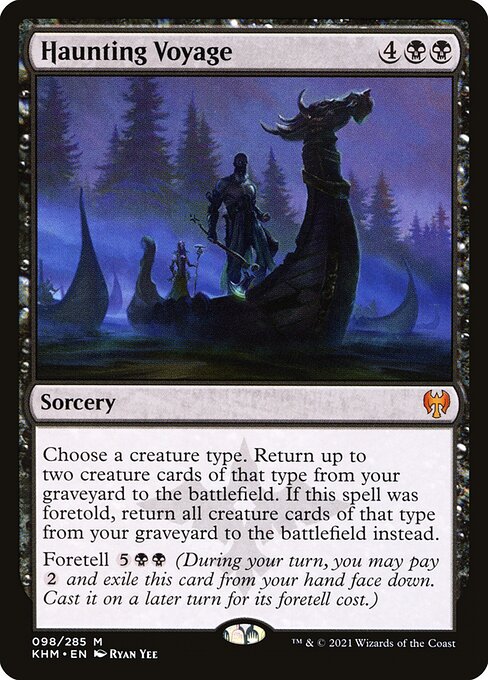 Haunting Voyage 4
Sorcery
Choose a creature type. Return up to
two creature cards of that type from your
graveyard to the battlefield. If this spell was
foretold, return all creature cards of that type
from your graveyard to the battlefield instead.
Foretell 5 (During your turn, you may pay
2 and exile this card from your hand face down.
Cast it on a later turn for its foretell cost.)
098/285 M
KHM • EN Ryan Yee
™ & © 2021 Wizards of the Coast